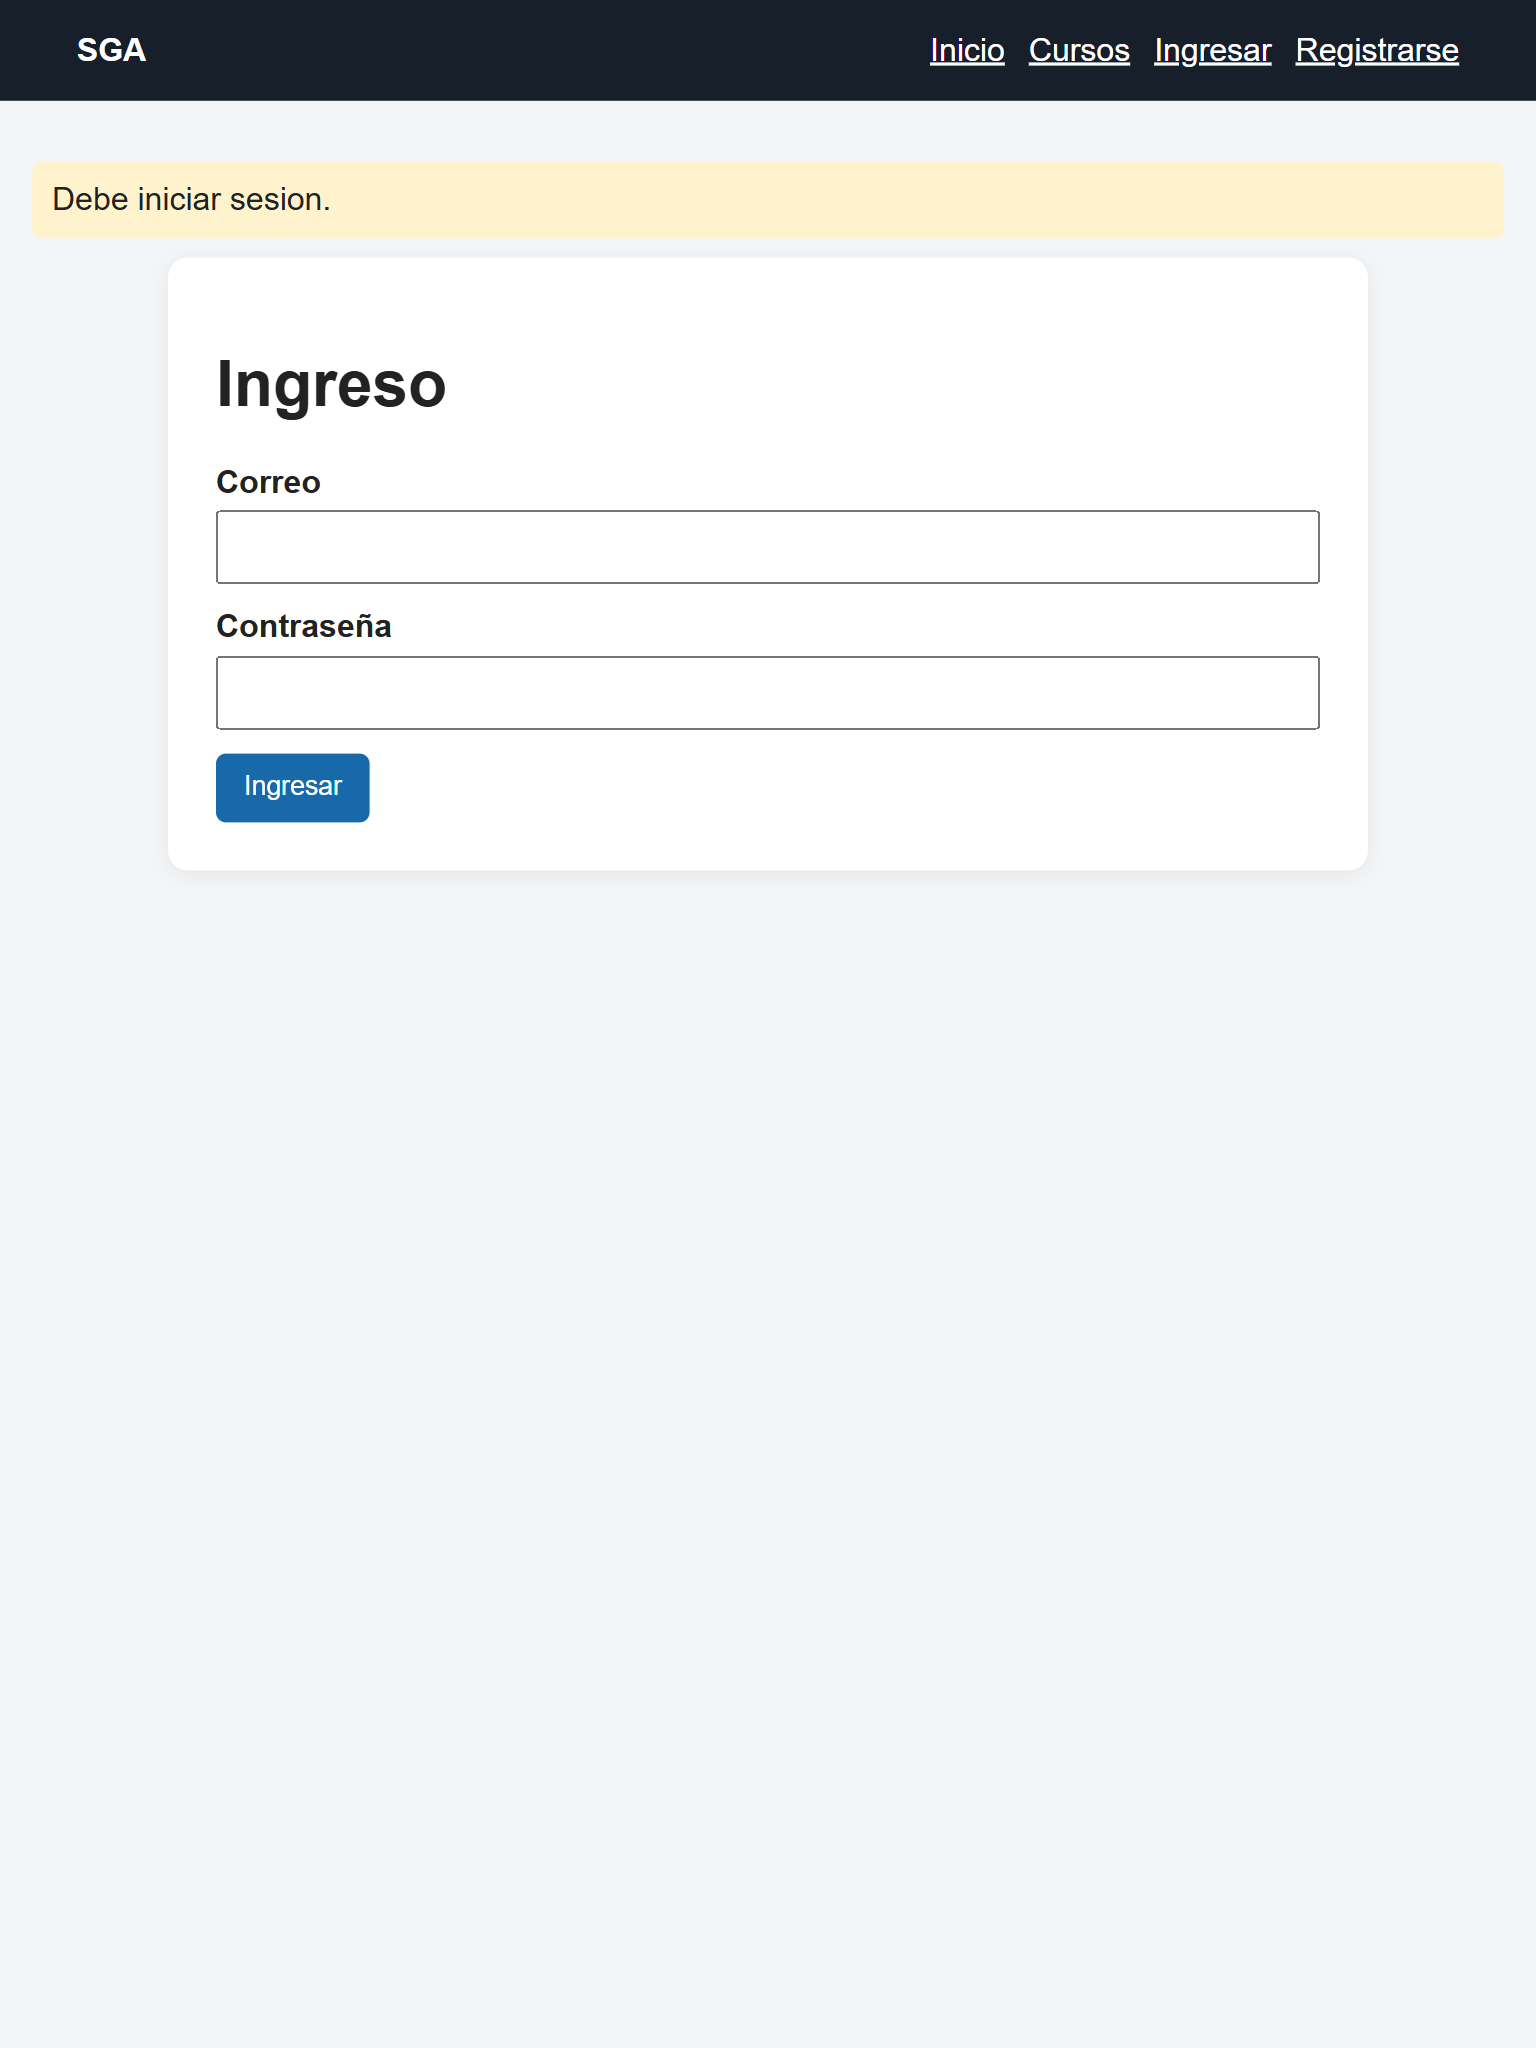 SGA
Inicio Cursos Ingresar Registrarse
Debe iniciar sesion.
Ingreso
Correo
Contraseña
Ingresar